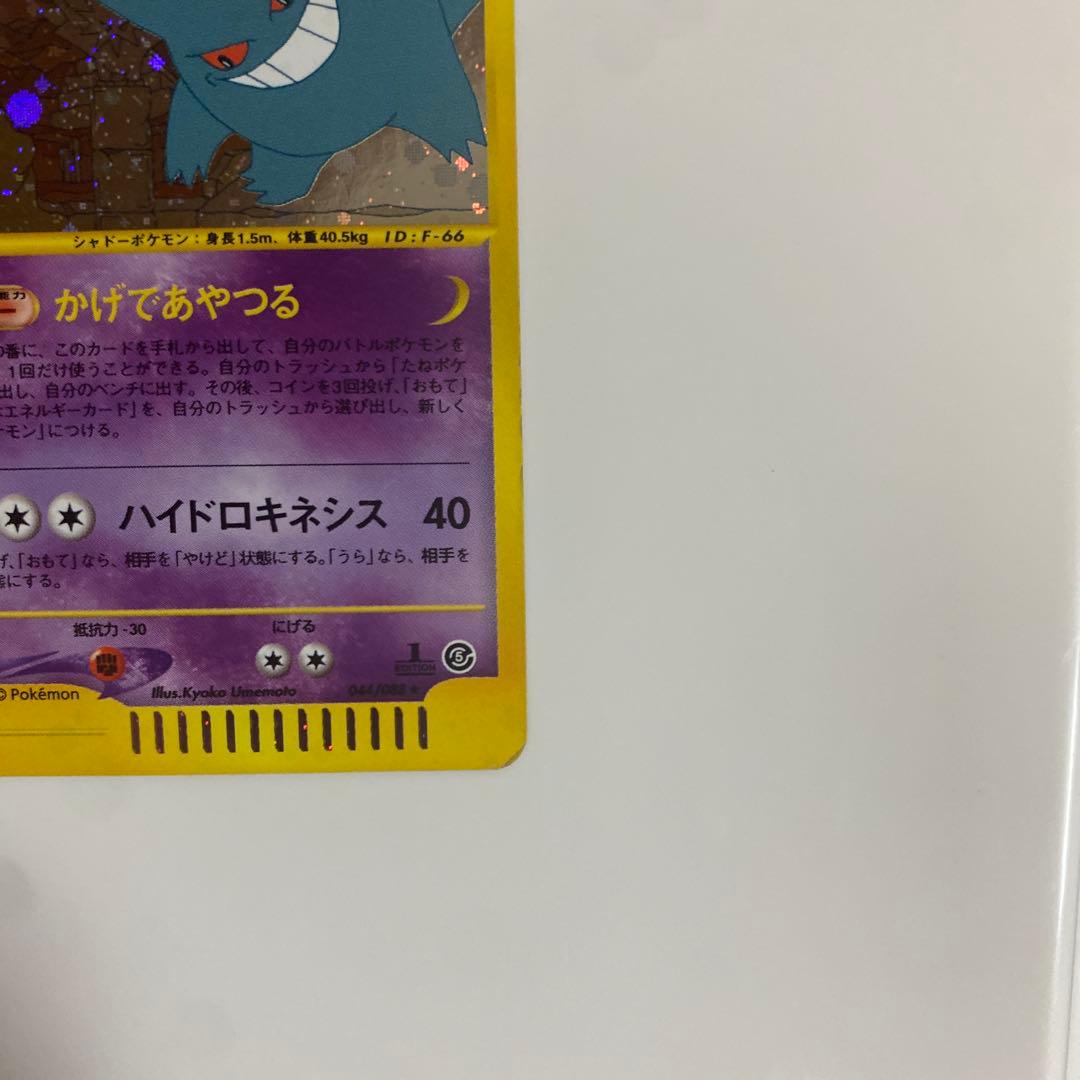 シャドーポケモン：身長1.5m、体重40.5kg ID:F-66
能力
かげであやつる
の番に、このカードを手札から出して、自分のバトルポケモンを
1回だけ使うことができる。自分のトラッシュから「たねポケ
出し、自分のベンチに出す。その後、コインを3回投げ、「おもて」
エネルギーカード」を、自分のトラッシュから選び出し、新しく
モン」につける。
ハイドロキネシス 40
げ、「おもて」なら、相手を「やけど」状態にする。「うら」なら、相手を
態にする。
抵抗力 -30 にげる
1 EDITION 5
© Pokémon Illus.Kyoko Umemoto 044/088 ★